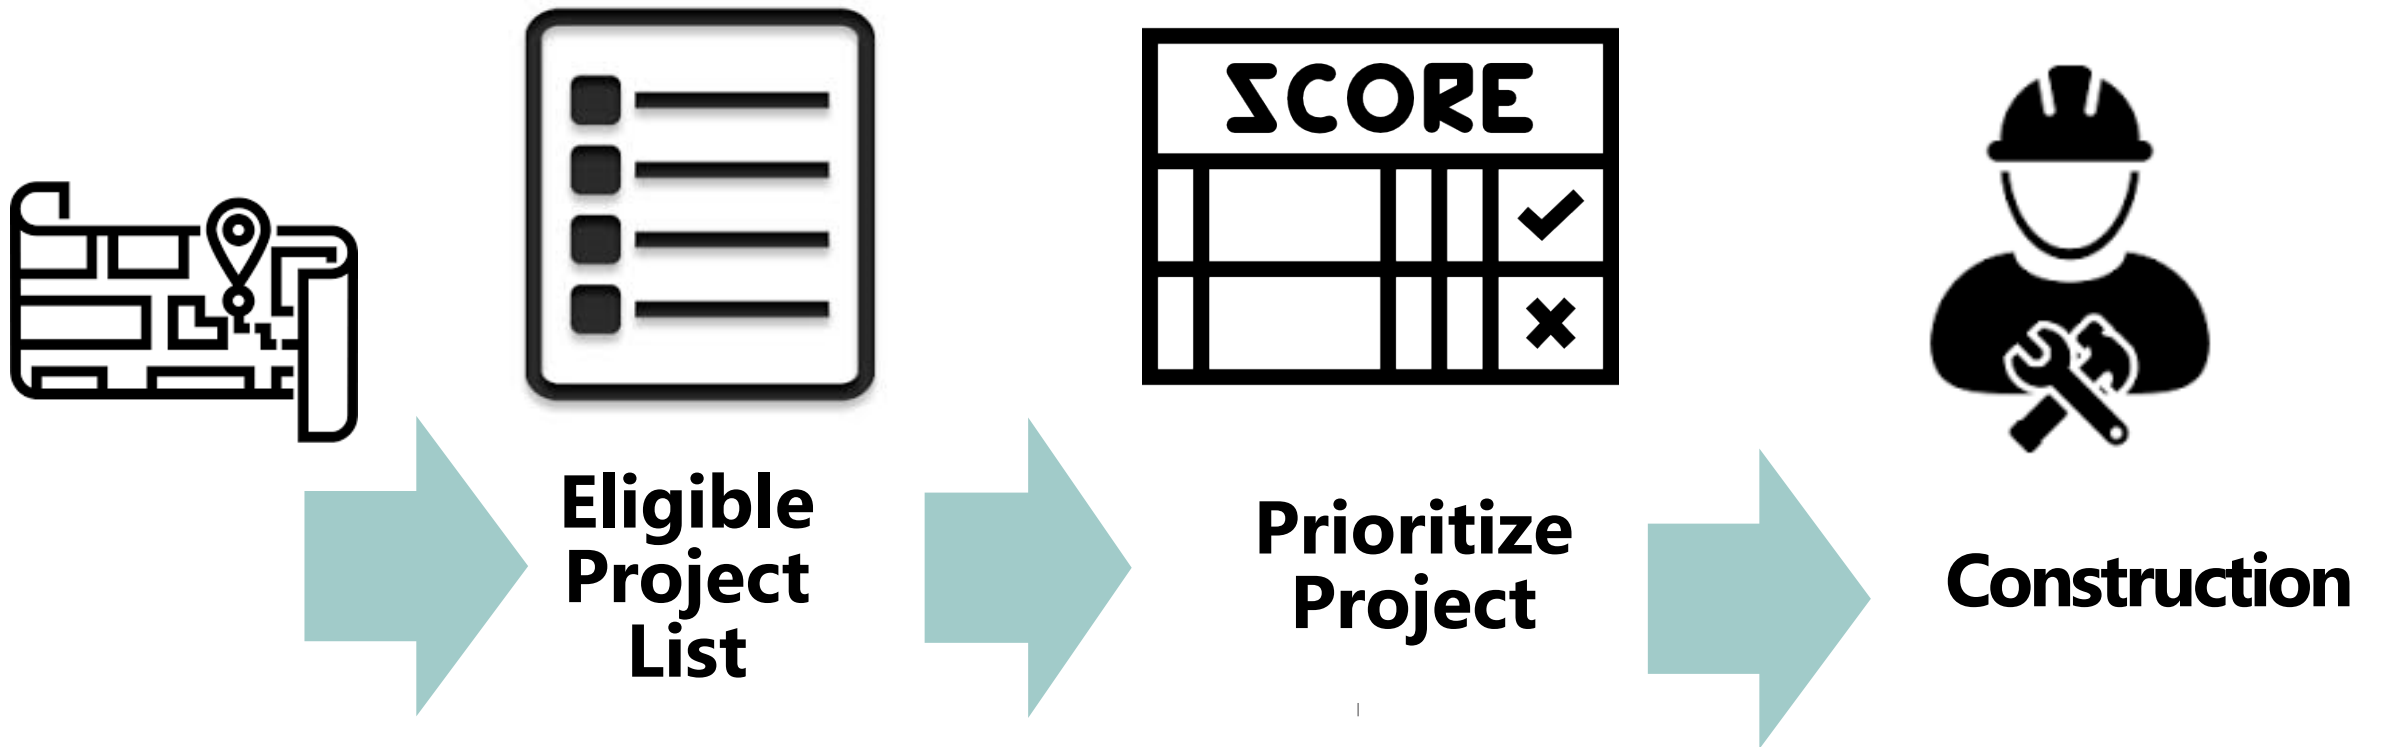 SCORE
Eligible
Project
List
Prioritize
Project
Construction